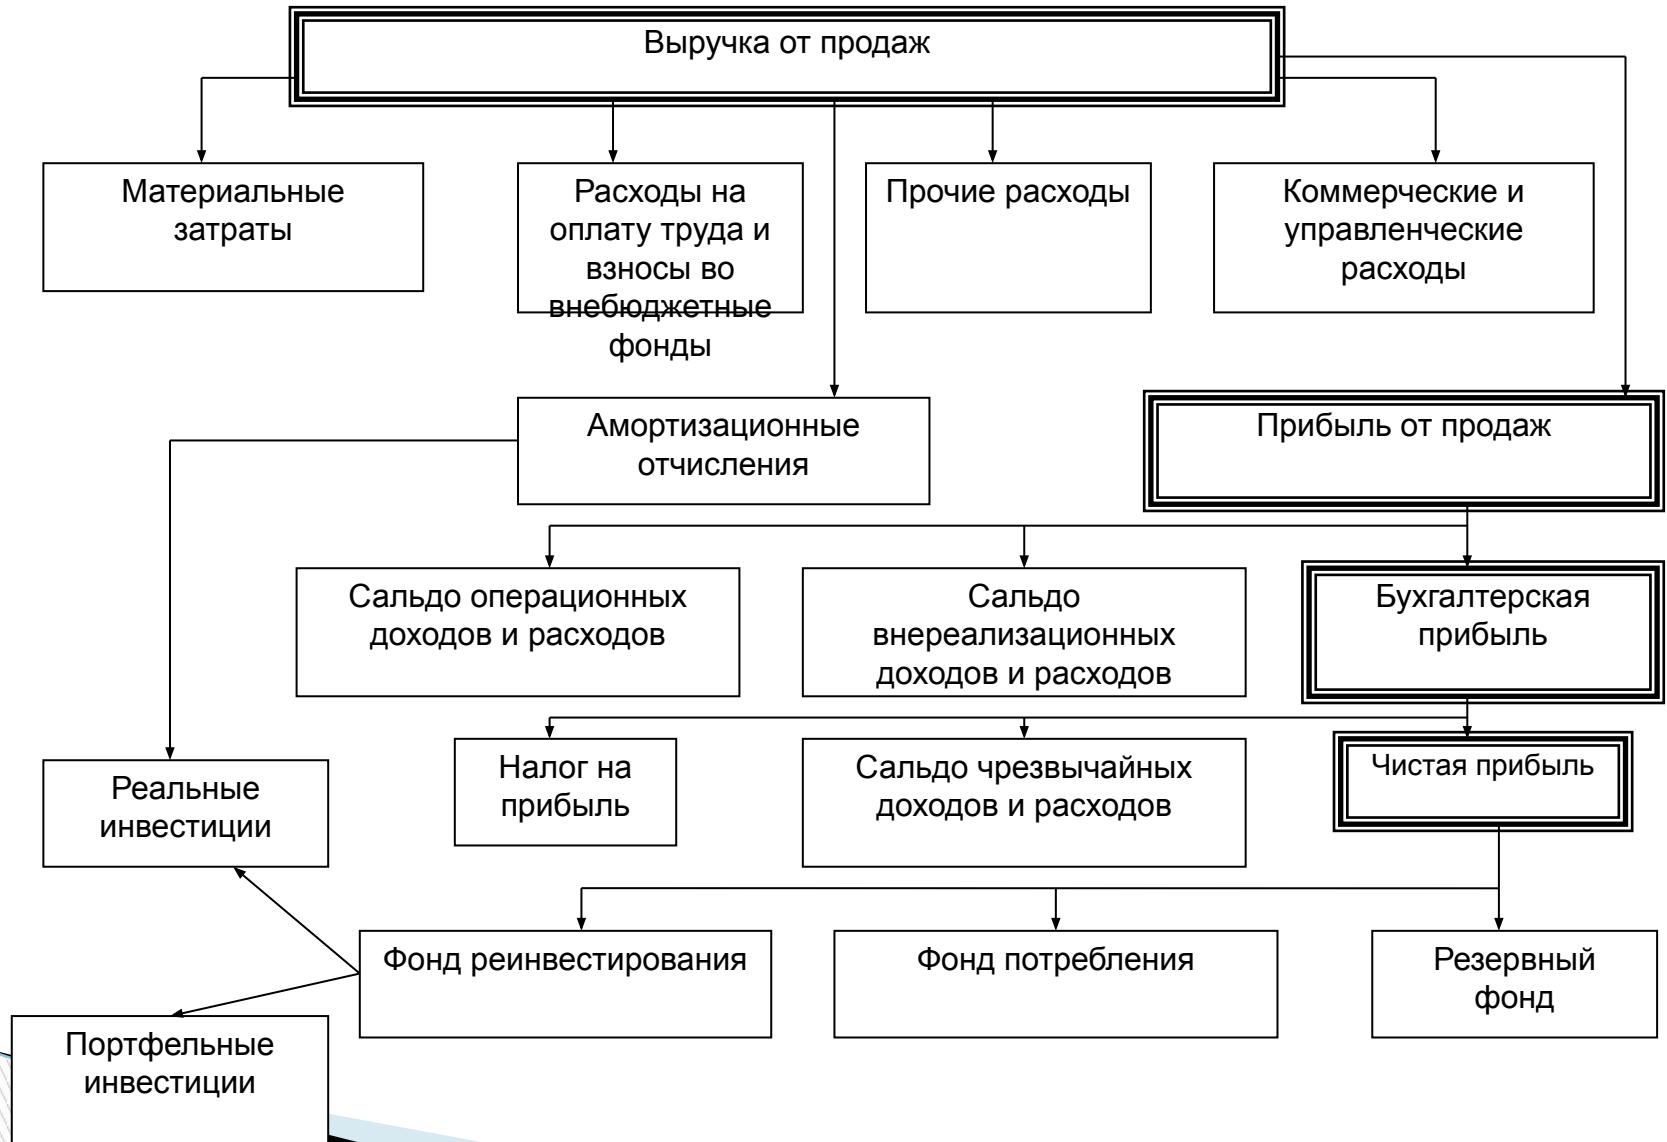 Выручка от продаж
Материальные
затраты
Расходы на
оплату труда и
взносы во
внебюджетные
фонды
Прочие расходы
Коммерческие и
управленческие
расходы
Амортизационные
отчисления
Прибыль от продаж
Сальдо операционных
доходов и расходов
Сальдо
внереализационных
доходов и расходов
Бухгалтерская
прибыль
Реальные
инвестиции
Налог на
прибыль
Сальдо чрезвычайных
доходов и расходов
Чистая прибыль
Фонд реинвестирования
Фонд потребления
Резервный
фонд
Портфельные
инвестиции